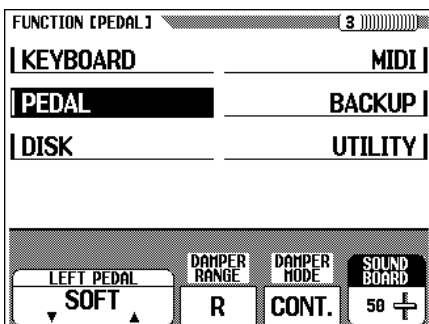 FUNCTION [PEDAL] 3
KEYBOARD MIDI
PEDAL BACKUP
DISK UTILITY
DAMPER RANGE
DAMPER MODE
SOUND BOARD
LEFT PEDAL
SOFT R CONT. 50